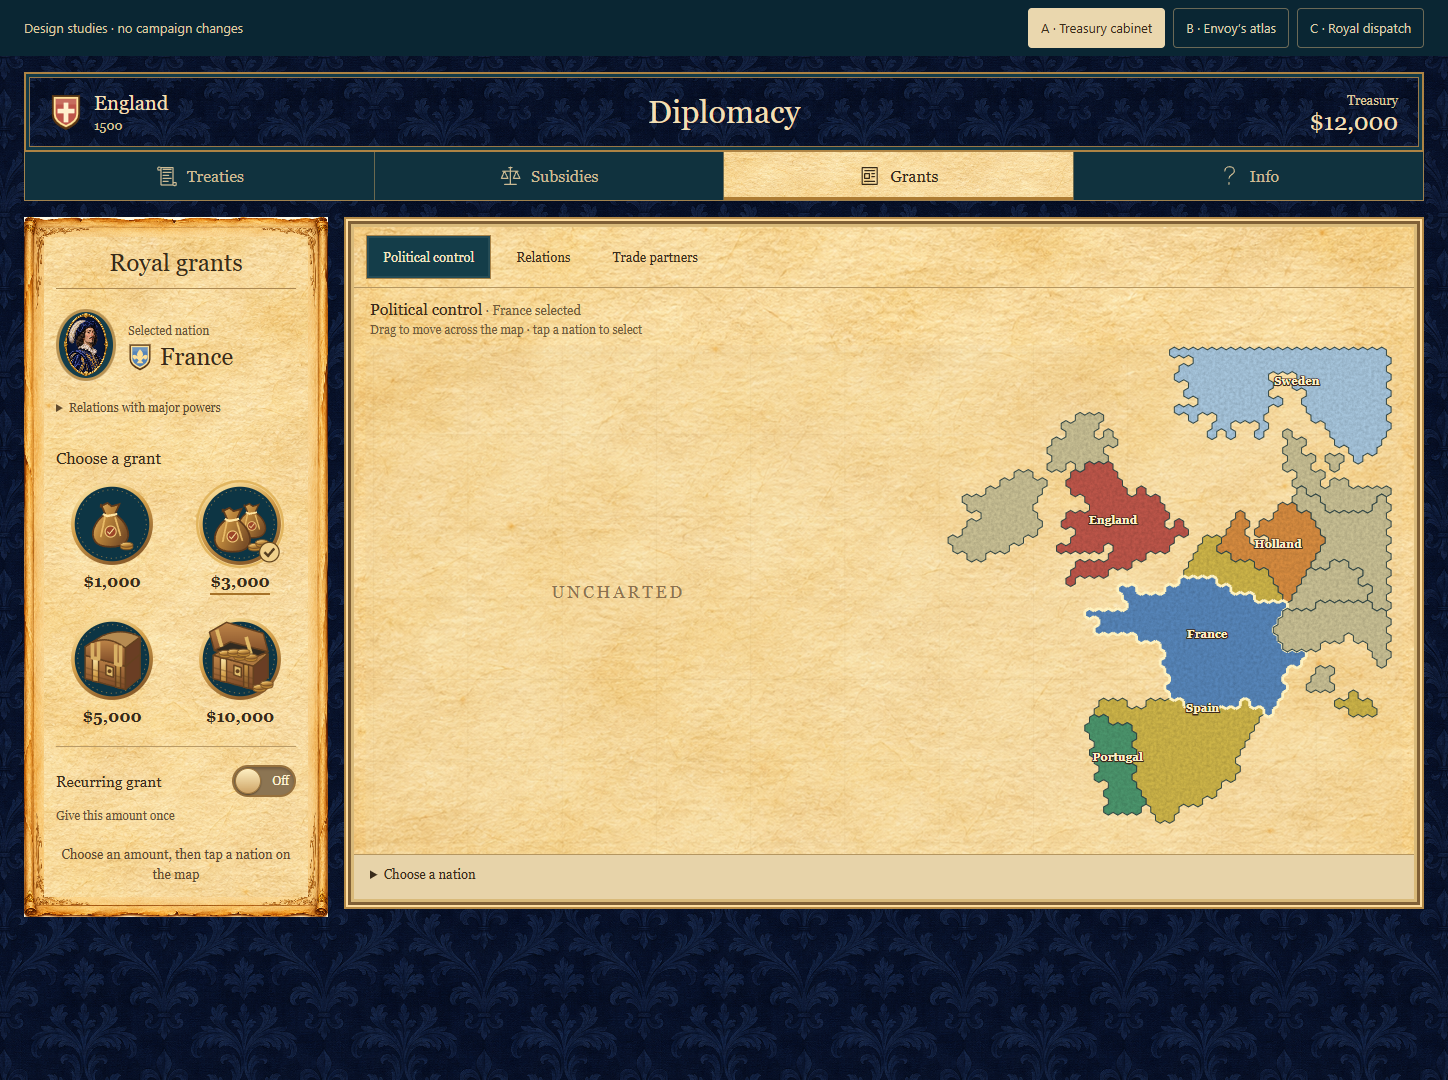 Design studies · no campaign changes
A · Treasury cabinet
B · Envoy's atlas
C · Royal dispatch
England
1500
Diplomacy
Treasury
$12,000
Treaties
Subsidies
Grants
? Info
Royal grants
Selected nation
France
Relations with major powers
Choose a grant
$1,000
$3,000
$5,000
$10,000
Recurring grant
Off
Give this amount once
Choose an amount, then tap a nation on
the map
Political control
Relations
Trade partners
Political control · France selected
Drag to move across the map · tap a nation to select
Sweden
England
Holland
UNCHARTED
France
Spain
Portugal
Choose a nation